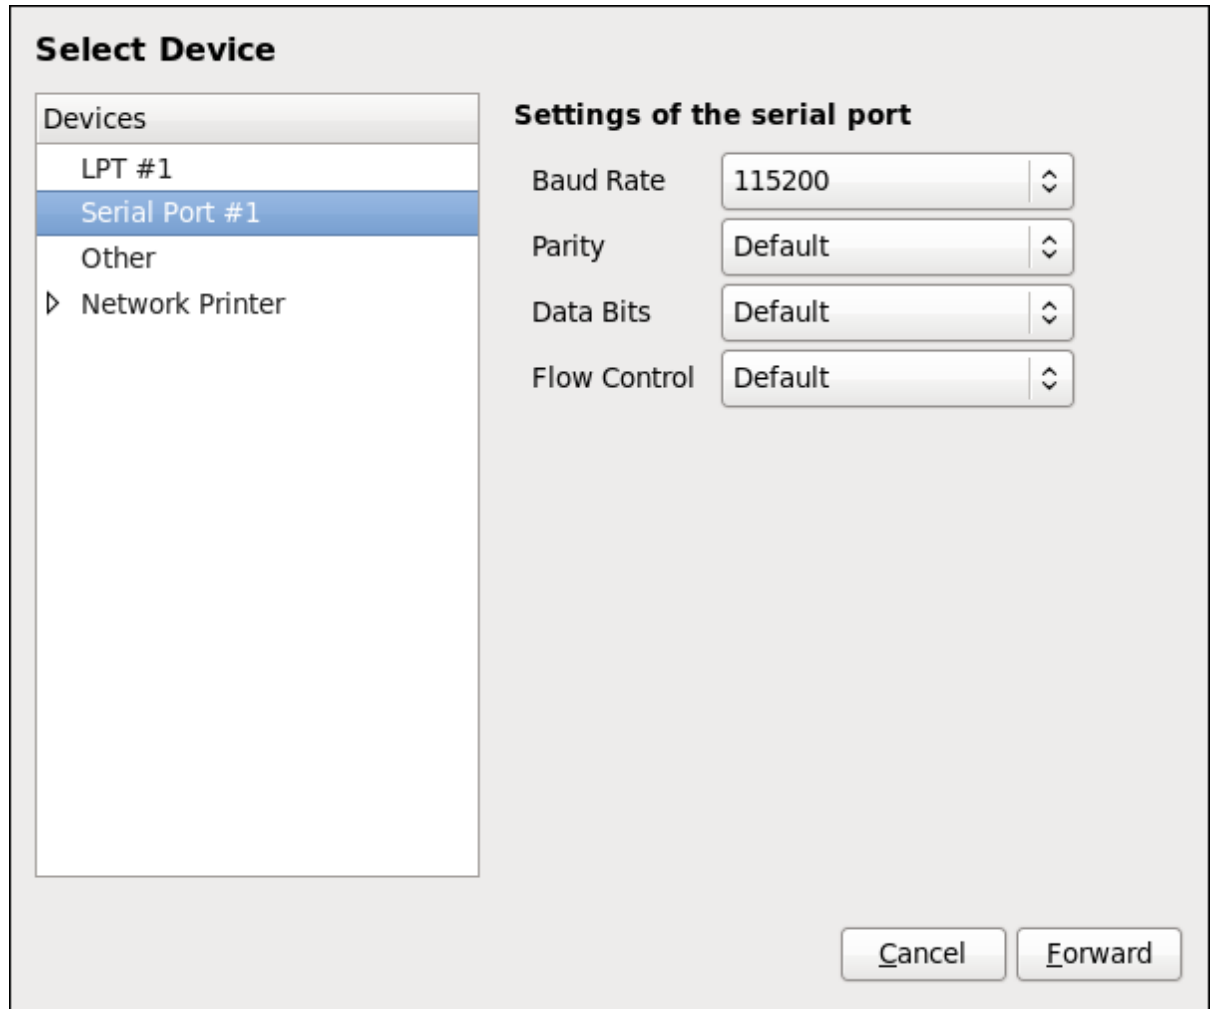 Select Device
Devices
LPT #1
Serial Port #1
Other
Network Printer
Settings of the serial port
Baud Rate 115200
Parity Default
Data Bits Default
Flow Control Default
Cancel Forward